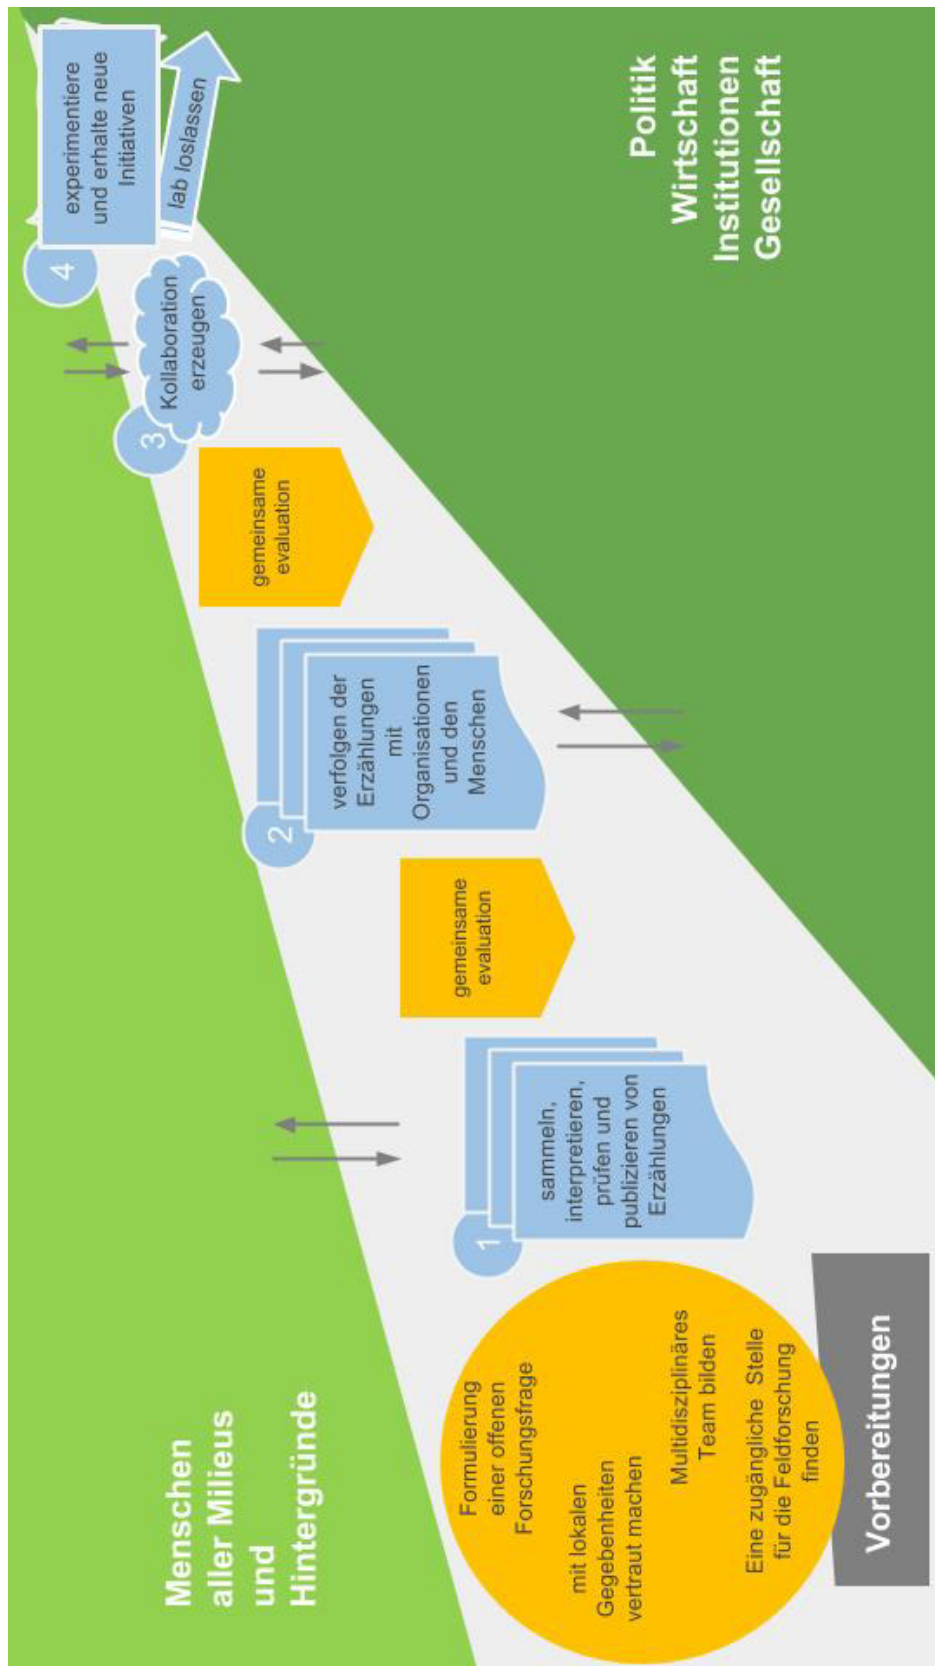 Menschen
aller Milieus
und
Hintergründe
Formulierung
einer offenen
Forschungsfrage
mit lokalen
Gegebenheiten
vertraut machen
Multidisziplinäres
Team bilden
Eine zugängliche Stelle
für die Feldforschung
finden
Vorbereitungen
1
sammeln,
interpretieren,
prüfen und
publizieren von
Erzählungen
gemeinsame
evaluation
2
verfolgen der
Erzählungen
mit
Organisationen
und den
Menschen
gemeinsame
evaluation
3
Kollaboration
erzeugen
4
experimentiere
und erhalte neue
Initiativen
lab loslassen
Politik
Wirtschaft
Institutionen
Gesellschaft